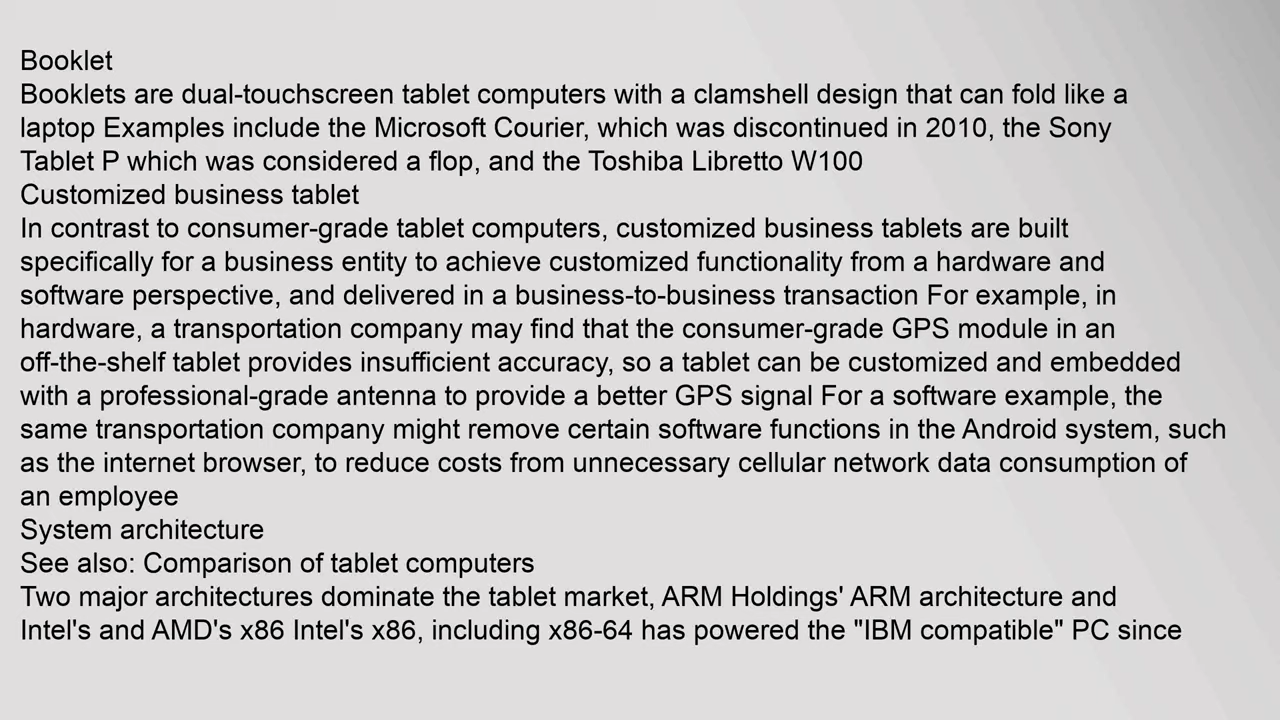 Booklet
Booklets are dual-touchscreen tablet computers with a clamshell design that can fold like a
laptop Examples include the Microsoft Courier, which was discontinued in 2010, the Sony
Tablet P which was considered a flop, and the Toshiba Libretto W100
Customized business tablet
In contrast to consumer-grade tablet computers, customized business tablets are built
specifically for a business entity to achieve customized functionality from a hardware and
software perspective, and delivered in a business-to-business transaction For example, in
hardware, a transportation company may find that the consumer-grade GPS module in an
off-the-shelf tablet provides insufficient accuracy, so a tablet can be customized and embedded
with a professional-grade antenna to provide a better GPS signal For a software example, the
same transportation company might remove certain software functions in the Android system, such
as the internet browser, to reduce costs from unnecessary cellular network data consumption of
an employee
System architecture
See also: Comparison of tablet computers
Two major architectures dominate the tablet market, ARM Holdings' ARM architecture and
Intel's and AMD's x86 Intel's x86, including x86-64 has powered the "IBM compatible" PC since